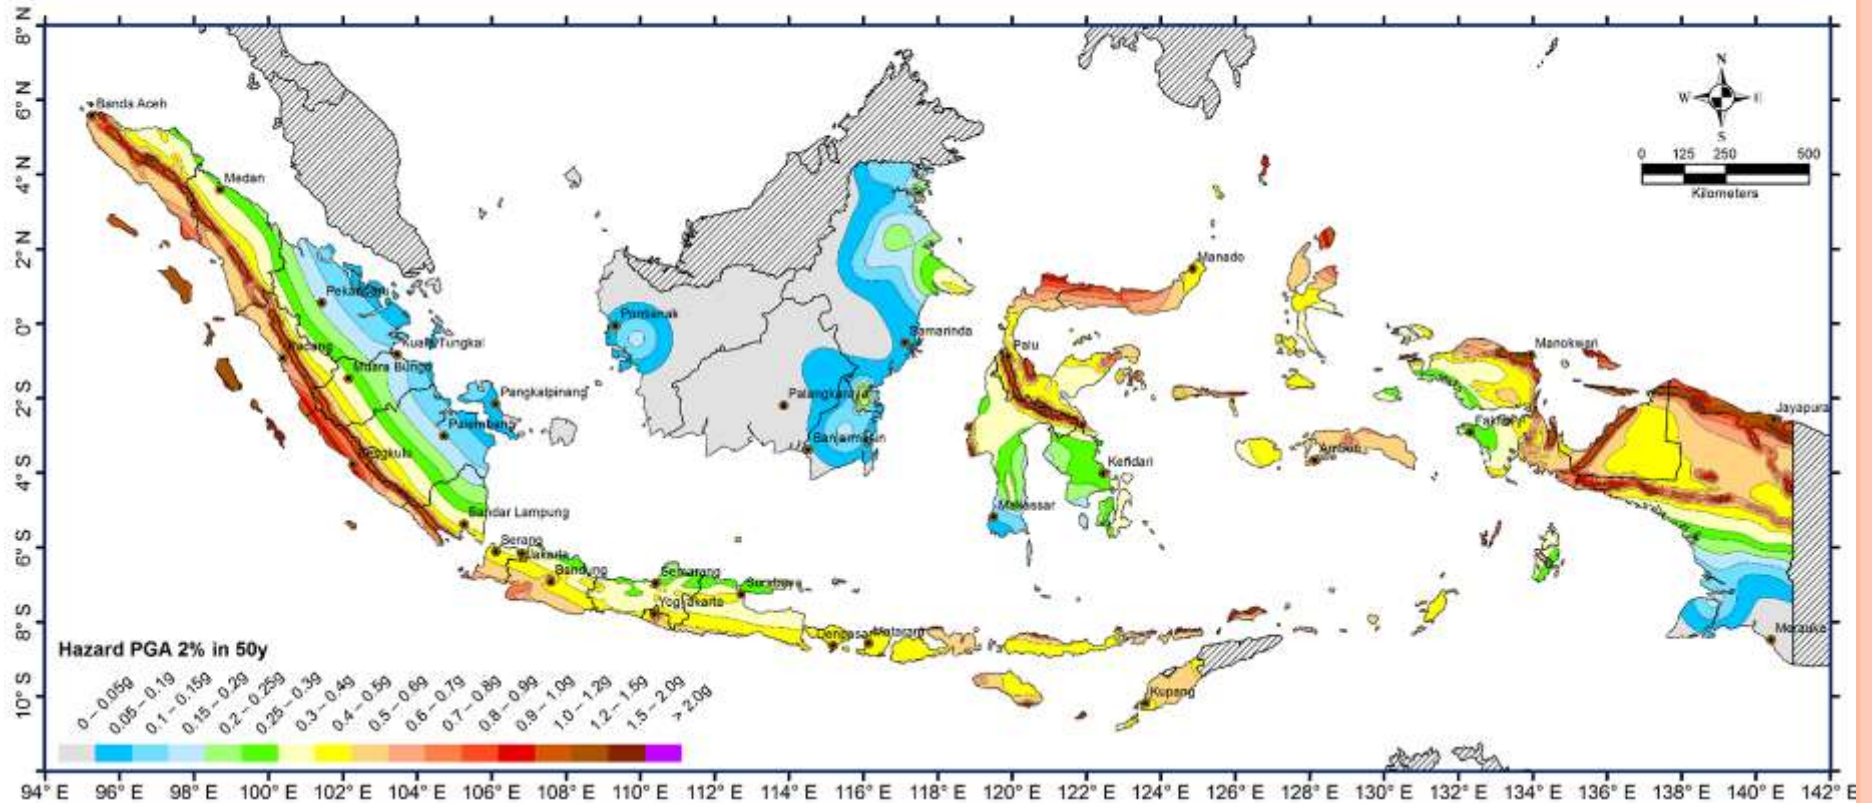 8° N
6° N
4° N
2° N
0°
2° S
4° S
6° S
8° S
10° S
N
W E
S
0 125 250 500
Kilometers
Banda Aceh
Medan
Pekanbaru
Padang
Kuala Tungkal
Muara Bungo
Pangkalpinang
Palembang
Bengkulu
Bandar Lampung
Serang
Jakarta
Bandung
Semarang
Surabaya
Yogyakarta
Denpasar
Mataram
Kupang
Pontianak
Samarinda
Palangkaraya
Banjarmasin
Manado
Palu
Kendari
Makassar
Ambon
Manokwari
Fakfak
Jayapura
Merauke
Hazard PGA 2% in 50y
0 – 0.05g
0.05 – 0.1g
0.1 – 0.15g
0.15 – 0.2g
0.2 – 0.25g
0.25 – 0.3g
0.3 – 0.4g
0.4 – 0.5g
0.5 – 0.6g
0.6 – 0.7g
0.7 – 0.8g
0.8 – 0.9g
0.9 – 1.0g
1.0 – 1.2g
1.2 – 1.5g
1.5 – 2.0g
> 2.0g
94° E 96° E 98° E 100° E 102° E 104° E 106° E 108° E 110° E 112° E 114° E 116° E 118° E 120° E 122° E 124° E 126° E 128° E 130° E 132° E 134° E 136° E 138° E 140° E 142° E